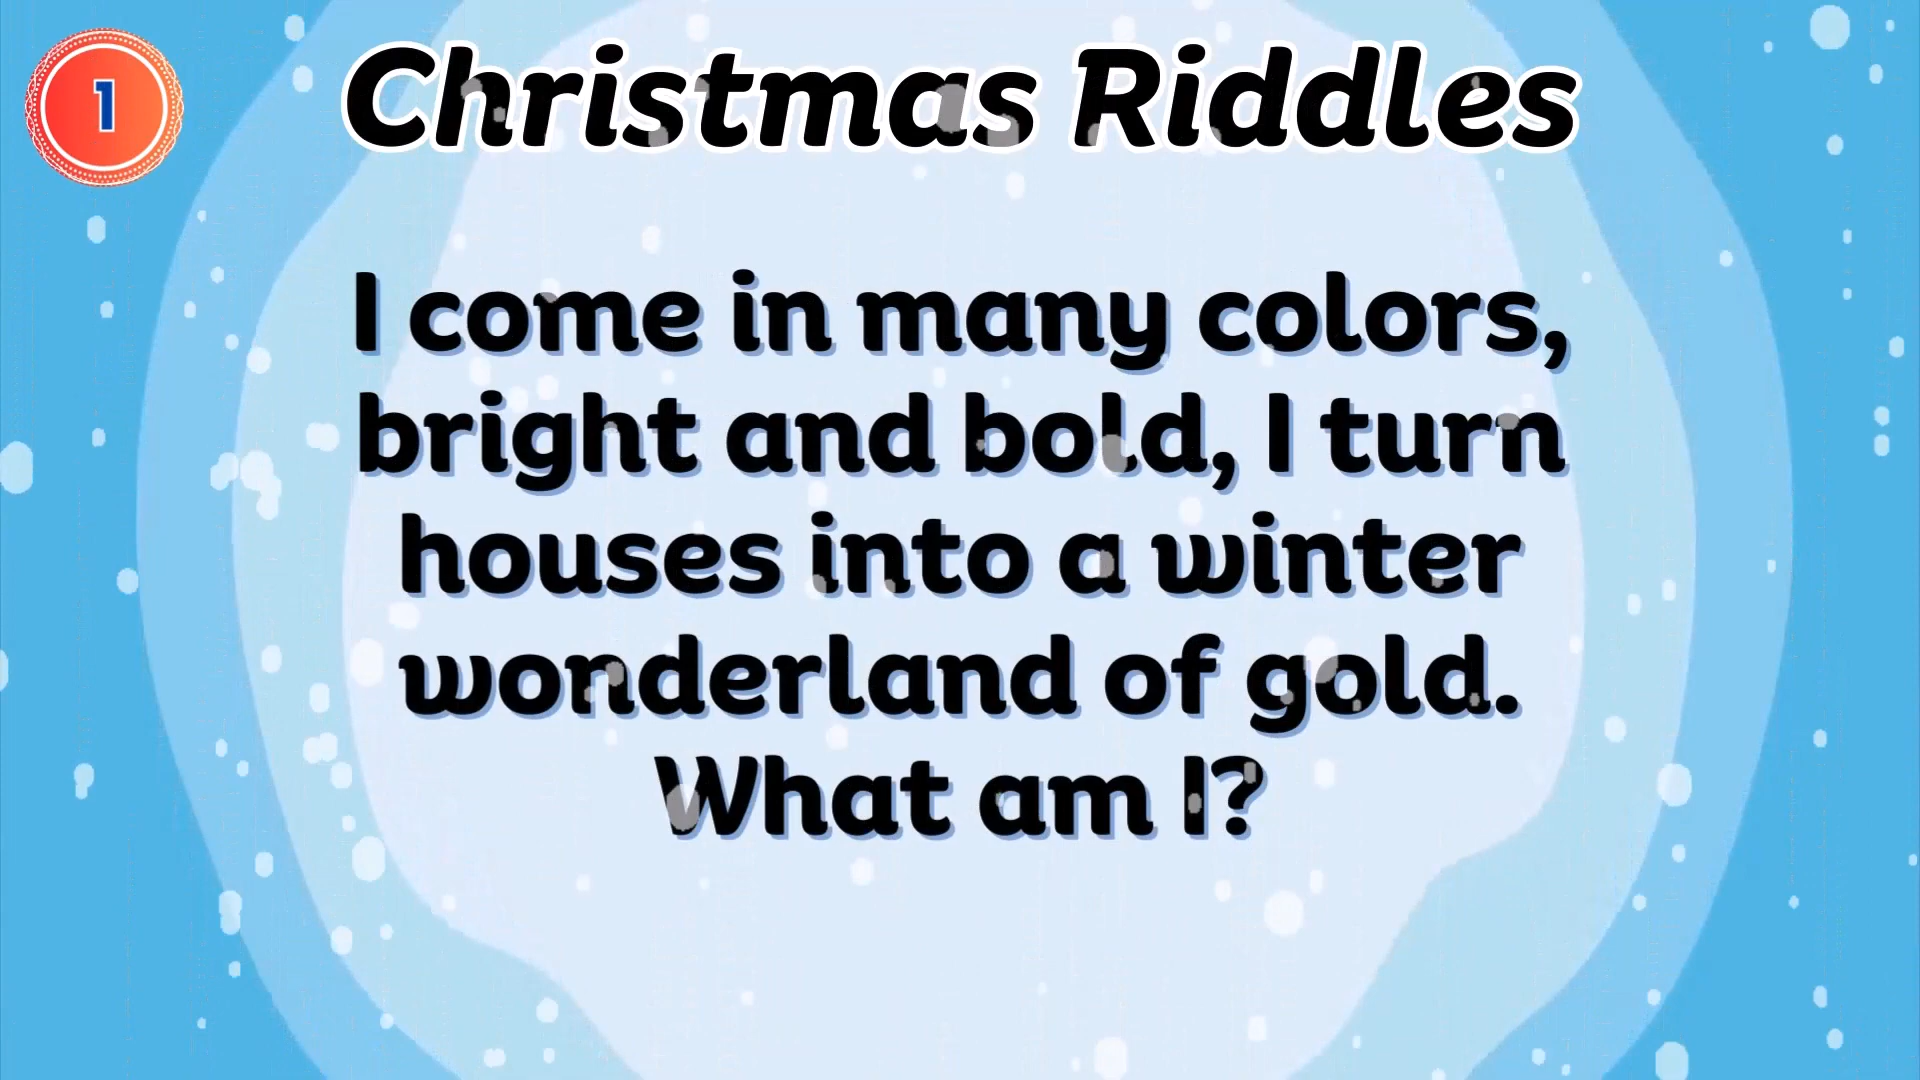 1
Christmas Riddles
I come in many colors,
bright and bold, I turn
houses into a winter
wonderland of gold.
What am I?